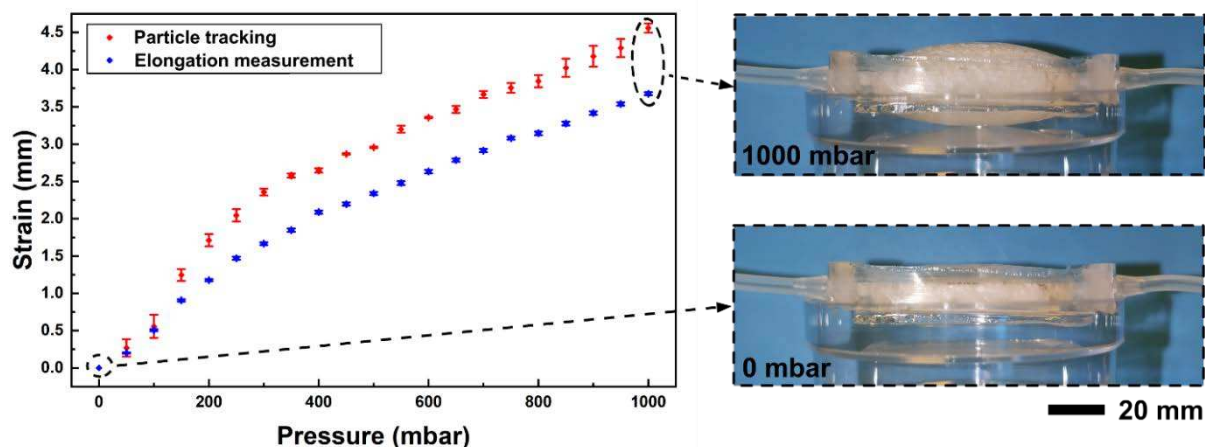 Particle tracking
Elongation measurement
4.5
4.0
3.5
3.0
2.5
2.0
1.5
1.0
0.5
0.0
Strain (mm)
0
200
400
600
800
1000
Pressure (mbar)
1000 mbar
0 mbar
20 mm